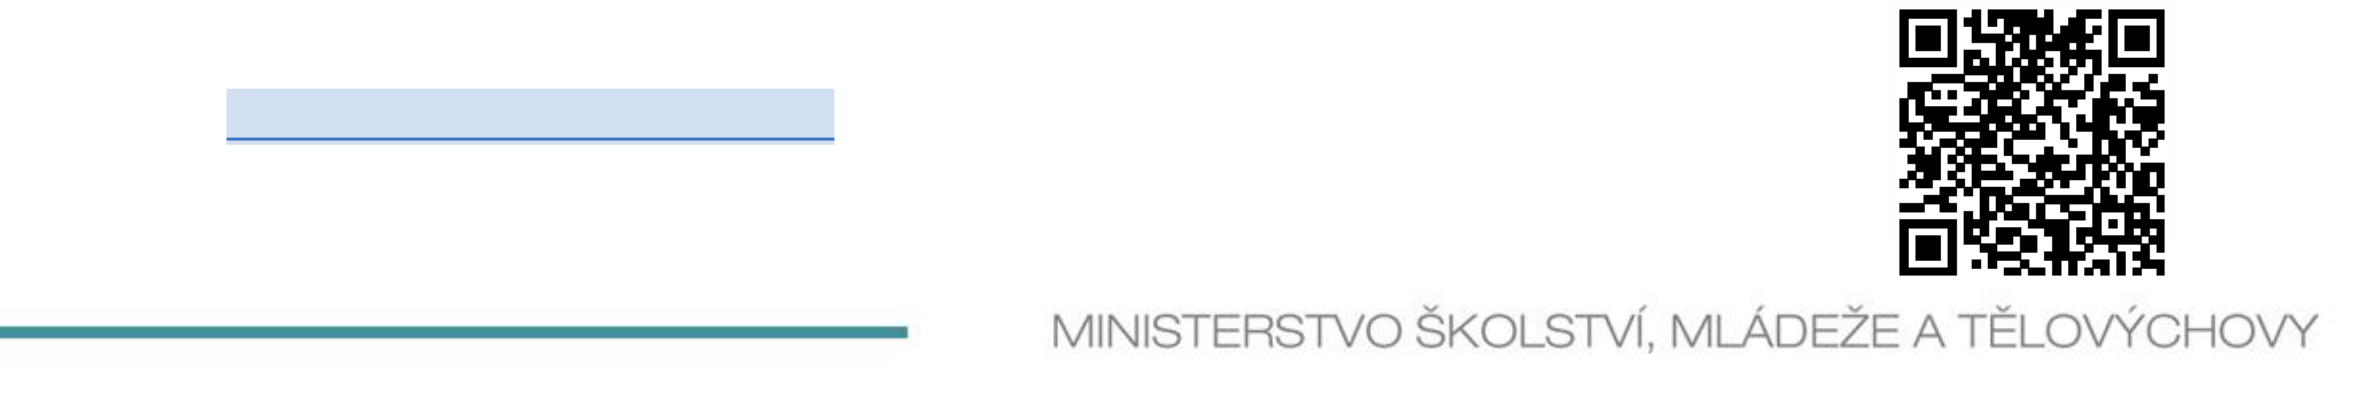 MINISTERSTVO ŠKOLSTVÍ, MLÁDEŽE A TĚLOVÝCHOVY